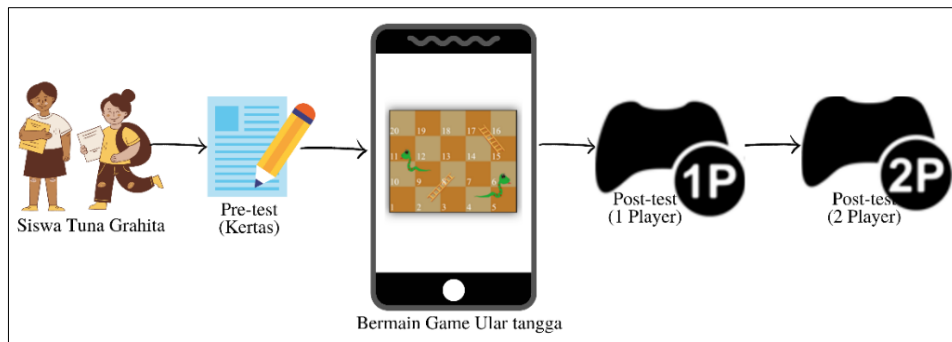 20 19 18 17 16
11 12 13 14 15
10 9 8 7 6
1 2 3 4 5
1P
2P
Siswa Tuna Grahita
Pre-test
(Kertas)
Bermain Game Ular tangga
Post-test
(1 Player)
Post-test
(2 Player)